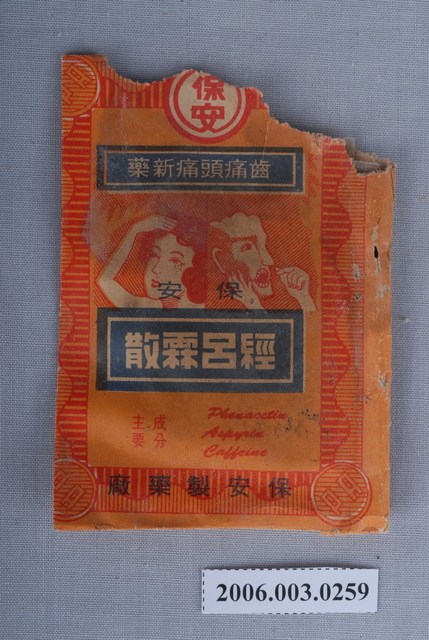 保
安
齒痛頭痛新藥
保安
經呂霖散
主要
成分
Phenacetin
Aspyrin
Caffeine
保安製藥廠
2006.003.0259